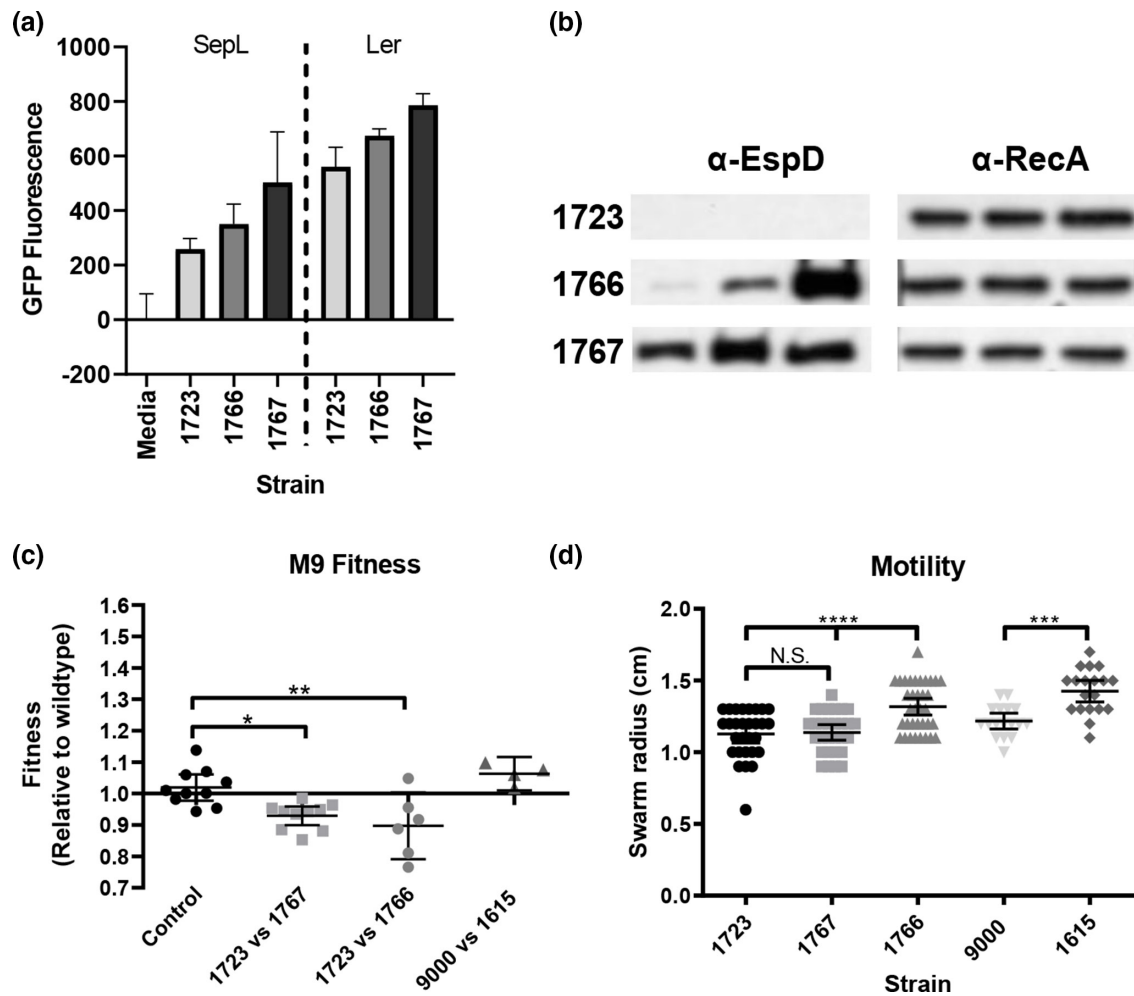 (a)
SepL
Ler
1000
800
600
400
200
0
-200
GFP Fluorescence
Media
1723
1766
1767
1723
1766
1767
Strain
(b)
α-EspD
α-RecA
1723
1766
1767
(c)
M9 Fitness
1.6
1.5
1.4
1.3
1.2
1.1
1.0
0.9
0.8
0.7
Fitness
(Relative to wildtype)
**
*
Control
1723 vs 1767
1723 vs 1766
9000 vs 1615
(d)
Motility
2.0
1.5
1.0
0.5
0.0
Swarm radius (cm)
****
***
N.S.
1723
1767
1766
9000
1615
Strain